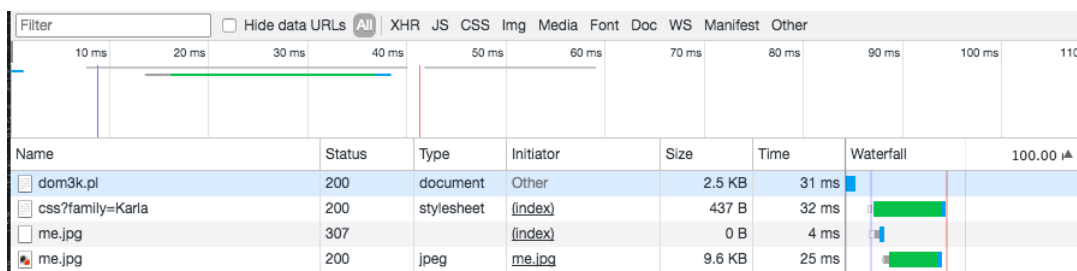 Filter Hide data URLs All XHR JS CSS Img Media Font Doc WS Manifest Other
10 ms 20 ms 30 ms 40 ms 50 ms 60 ms 70 ms 80 ms 90 ms 100 ms 110
Name Status Type Initiator Size Time Waterfall 100.00
dom3k.pl 200 document Other 2.5 KB 31 ms
css?family=Karla 200 stylesheet (index) 437 B 32 ms
me.jpg 307 (index) 0 B 4 ms
me.jpg 200 jpeg me.jpg 9.6 KB 25 ms